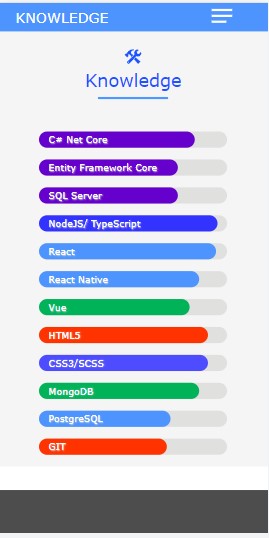 KNOWLEDGE
Knowledge
C# Net Core
Entity Framework Core
SQL Server
NodeJS/ TypeScript
React
React Native
Vue
HTML5
CSS3/SCSS
MongoDB
PostgreSQL
GIT